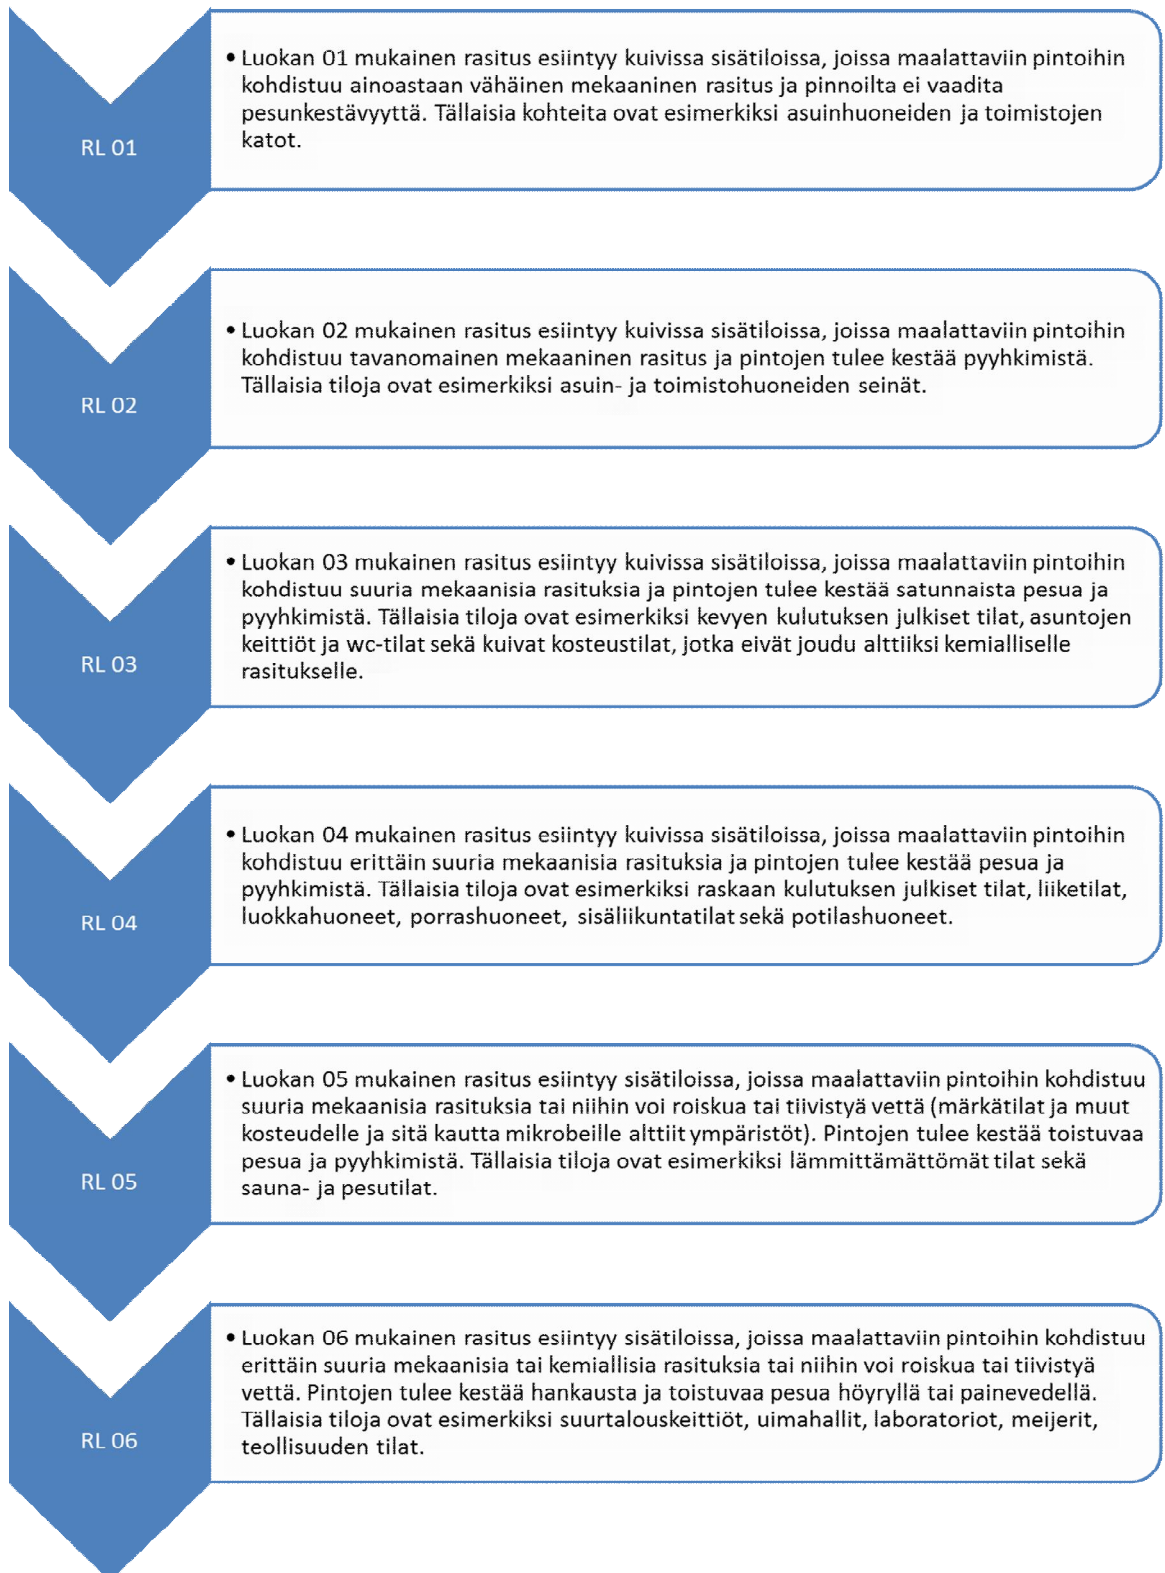 RL 01
• Luokan 01 mukainen rasitus esiintyy kuivissa sisätiloissa, joissa maalattaviin pintoihin
kohdistuu ainoastaan vähäinen mekaaninen rasitus ja pinnoilta ei vaadita
pesunkestävyyttä. Tällaisia kohteita ovat esimerkiksi asuinhuoneiden ja toimistojen
katot.
RL 02
• Luokan 02 mukainen rasitus esiintyy kuivissa sisätiloissa, joissa maalattaviin pintoihin
kohdistuu tavanomainen mekaaninen rasitus ja pintojen tulee kestää pyyhkimistä.
Tällaisia tiloja ovat esimerkiksi asuin- ja toimistohuoneiden seinät.
RL 03
• Luokan 03 mukainen rasitus esiintyy kuivissa sisätiloissa, joissa maalattaviin pintoihin
kohdistuu suuria mekaanisia rasituksia ja pintojen tulee kestää satunnaista pesua ja
pyyhkimistä. Tällaisia tiloja ovat esimerkiksi kevyen kulutuksen julkiset tilat, asuntojen
keittiöt ja wc-tilat sekä kuivat kosteustilat, jotka eivät joudu alttiiksi kemialliselle
rasitukselle.
RL 04
• Luokan 04 mukainen rasitus esiintyy kuivissa sisätiloissa, joissa maalattaviin pintoihin
kohdistuu erittäin suuria mekaanisia rasituksia ja pintojen tulee kestää pesua ja
pyyhkimistä. Tällaisia tiloja ovat esimerkiksi raskaan kulutuksen julkiset tilat, liiketilat,
luokkahuoneet, porrashuoneet, sisäliikuntatilat sekä potilashuoneet.
RL 05
• Luokan 05 mukainen rasitus esiintyy sisätiloissa, joissa maalattaviin pintoihin kohdistuu
suuria mekaanisia rasituksia tai niihin voi roiskua tai tiivistyä vettä (märkätilat ja muut
kosteudelle ja sitä kautta mikrobeille alttiit ympäristöt). Pintojen tulee kestää toistuvaa
pesua ja pyyhkimistä. Tällaisia tiloja ovat esimerkiksi lämmittämättömät tilat sekä
sauna- ja pesutilat.
RL 06
• Luokan 06 mukainen rasitus esiintyy sisätiloissa, joissa maalattaviin pintoihin kohdistuu
erittäin suuria mekaanisia tai kemiallisia rasituksia tai niihin voi roiskua tai tiivistyä
vettä. Pintojen tulee kestää hankausta ja toistuvaa pesua höyryllä tai painevedellä.
Tällaisia tiloja ovat esimerkiksi suurtalouskeittiöt, uimahallit, laboratoriot, meijerit,
teollisuuden tilat.